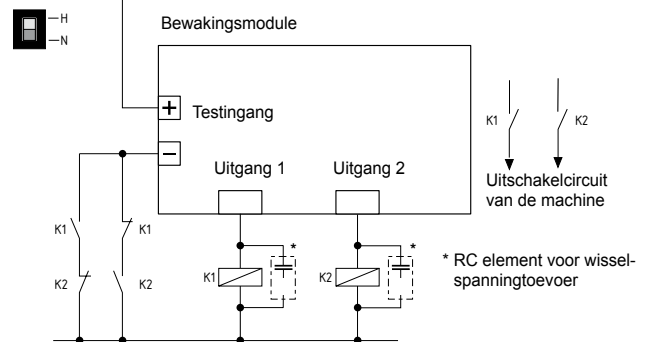 H
N
Bewakingsmodule
+
Testingang
−
Uitgang 1
Uitgang 2
K1
K2
Uitschakelcircuit
van de machine
K1
K1
K2
K2
K1
*
K2
*
* RC element voor wissel-
spanningtoevoer